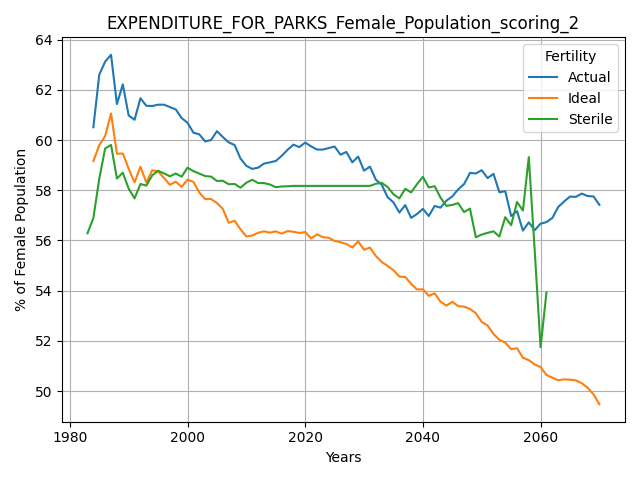 EXPENDITURE_FOR_PARKS_Female_Population_scoring_2
64
62
60
58
56
54
52
50
% of Female Population
Fertility
Actual
Ideal
Sterile
1980
2000
2020
2040
2060
Years